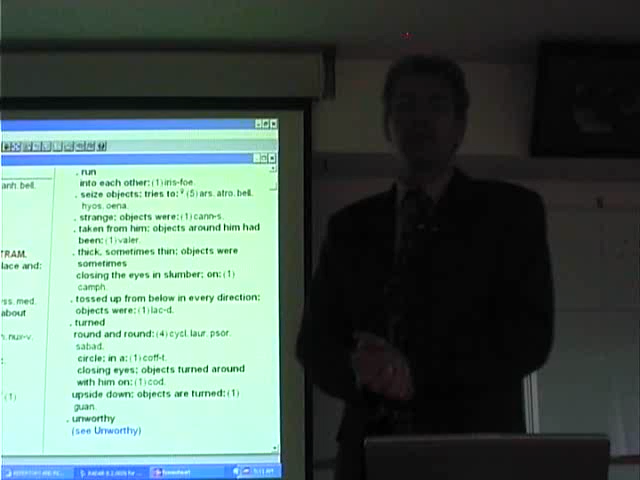 anh. bell.
TRAM.
lace and:
ss. med.
about
n. nux-v.
(1)
. run
into each other: (1) iris-foe.
. seize objects; tries to: 2 (5) ars. atro. bell.
hyos. oena.
. strange; objects were: (1) cann-s.
. taken from him; objects around him had
been: (1) valer.
. thick, sometimes thin; objects were
sometimes
closing the eyes in slumber; on: (1)
camph.
. tossed up from below in every direction;
objects were: (1) lac-d.
. turned
round and round: (4) cycl. laur. psor.
sabad.
circle; in a: (1) coff-t.
closing eyes; objects turned around
with him on: (1) cod.
upside down; objects are turned: (1)
guan.
. unworthy
(see Unworthy)
5:11 AM